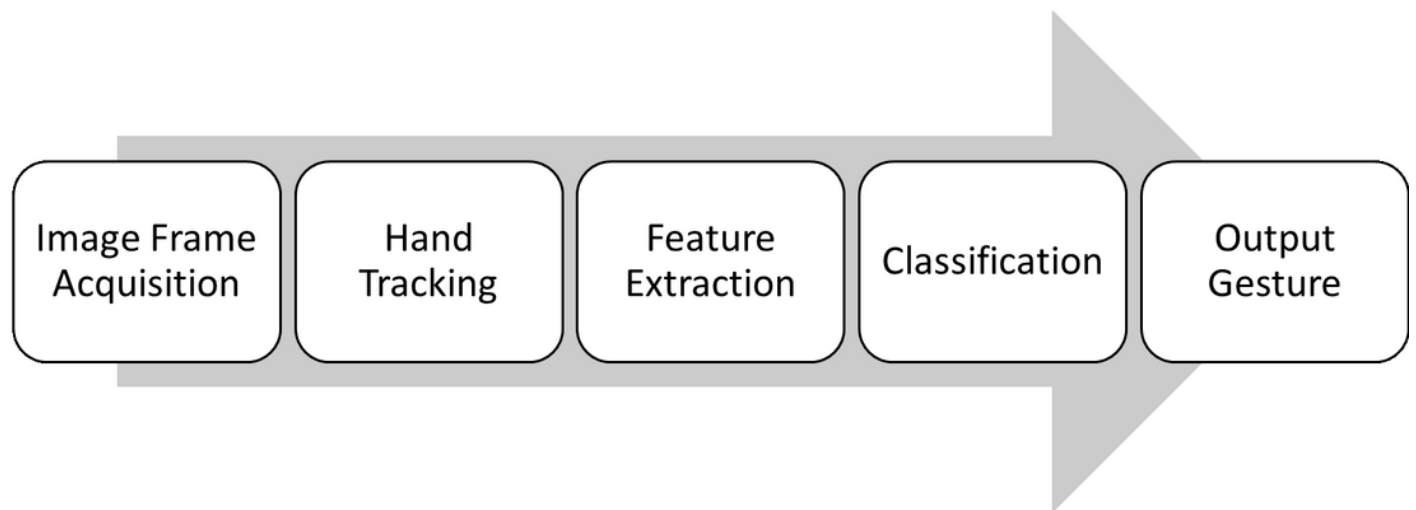 Image Frame
Acquisition
Hand
Tracking
Feature
Extraction
Classification
Output
Gesture